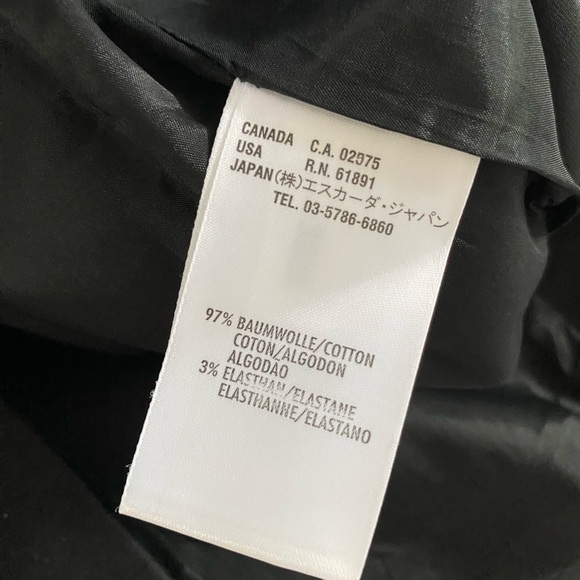 CANADA C.A. 02975
USA R.N. 61891
JAPAN (株)エスカーダ・ジャパン
TEL. 03-5786-6860
97% BAUMWOLLE/COTTON
COTON/ALGODON
ALGODAO
3% ELASTHAN/ELASTANE
ELASTHANNE/ELASTANO